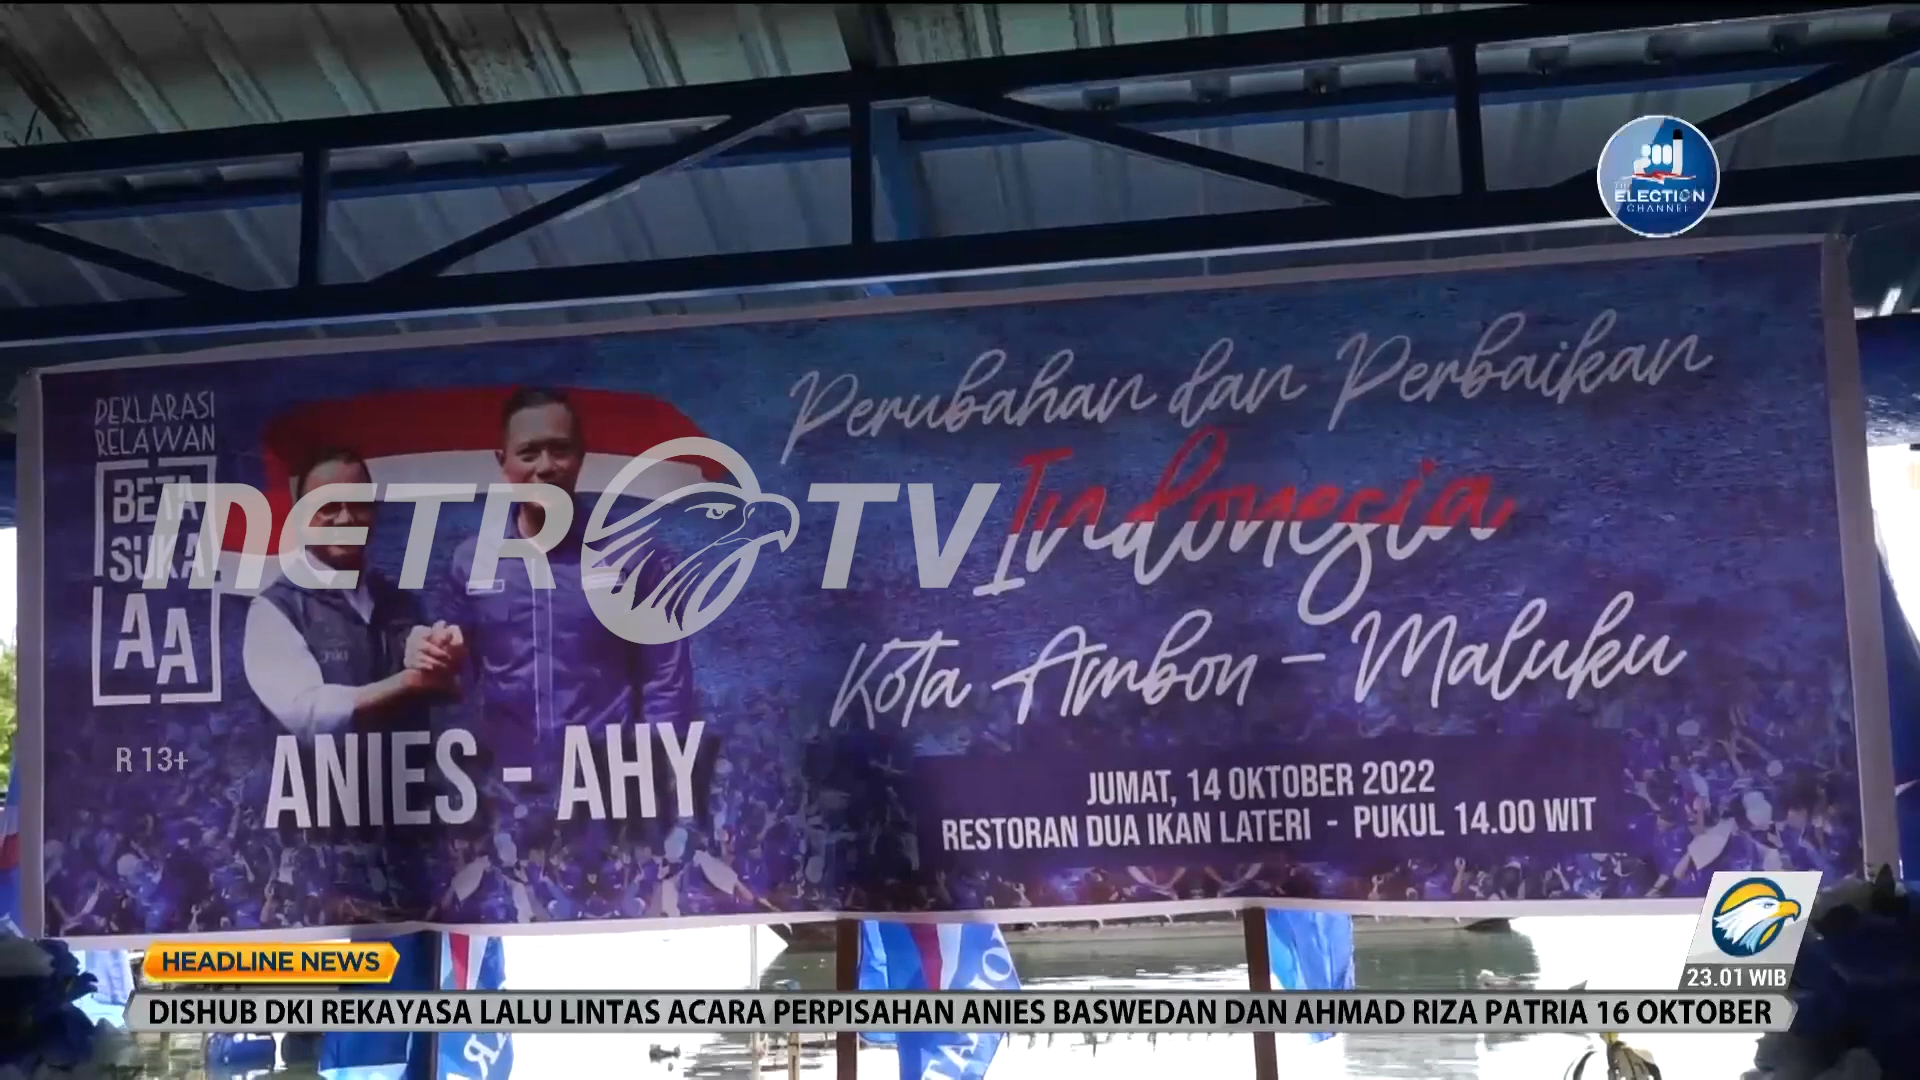 THE
ELECTION
CHANNEL
DEKLARASI
RELAWAN
BETA
SUKA
AA
Perubahan dan Perbaikan
Indonesia
Kota Ambon - Maluku
METRO TV
R 13+
ANIES - AHY
JUMAT, 14 OKTOBER 2022
RESTORAN DUA IKAN LATERI - PUKUL 14.00 WIT
HEADLINE NEWS
23.01 WIB
DISHUB DKI REKAYASA LALU LINTAS ACARA PERPISAHAN ANIES BASWEDAN DAN AHMAD RIZA PATRIA 16 OKTOBER